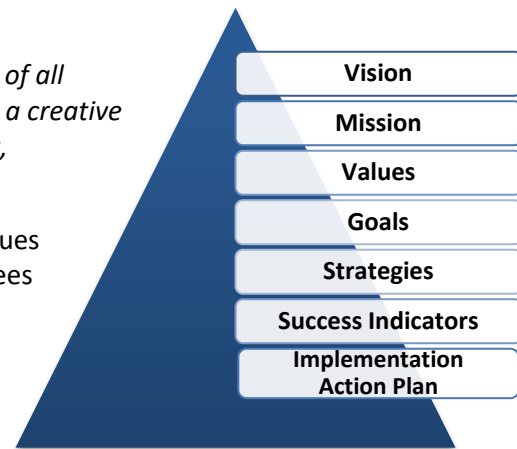 of all
a creative
,
ues
ees
Vision
Mission
Values
Goals
Strategies
Success Indicators
Implementation
Action Plan